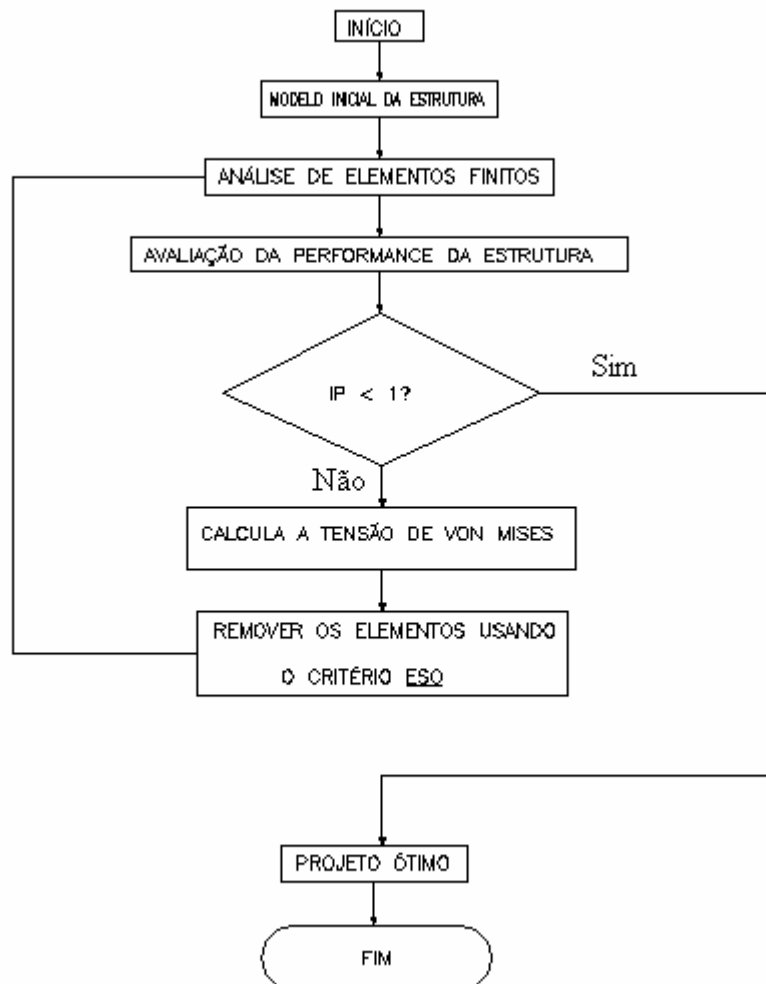 INÍCIO
MODELO INICIAL DA ESTRUTURA
ANÁLISE DE ELEMENTOS FINITOS
AVALIAÇÃO DA PERFORMANCE DA ESTRUTURA
IP < 1?
Sim
Não
CALCULA A TENSÃO DE VON MISES
REMOVER OS ELEMENTOS USANDO
O CRITÉRIO ESO
PROJETO ÓTIMO
FIM